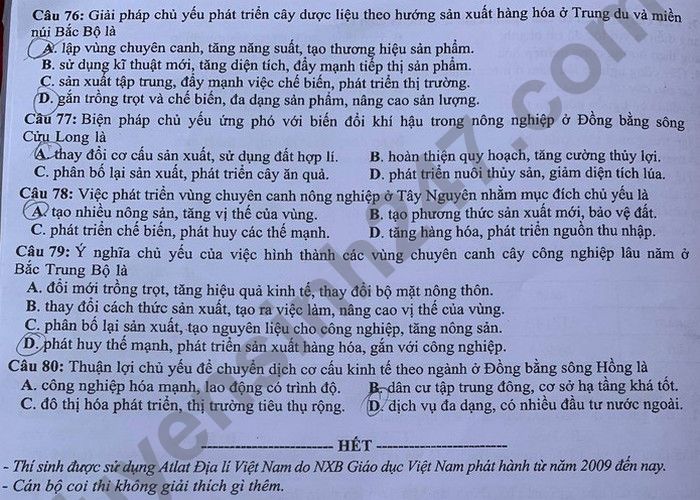 Câu 76: Giải pháp chủ yếu phát triển cây dược liệu theo hướng sản xuất hàng hóa ở Trung du và miền
núi Bắc Bộ là
A. lập vùng chuyên canh, tăng năng suất, tạo thương hiệu sản phẩm.
B. sử dụng kĩ thuật mới, tăng diện tích, đẩy mạnh tiếp thị sản phẩm.
C. sản xuất tập trung, đẩy mạnh việc chế biến, phát triển thị trường.
D. gắn trồng trọt và chế biến, đa dạng sản phẩm, nâng cao sản lượng.
Câu 77: Biện pháp chủ yếu ứng phó với biến đổi khí hậu trong nông nghiệp ở Đồng bằng sông
Cửu Long là
A. thay đổi cơ cấu sản xuất, sử dụng đất hợp lí. B. hoàn thiện quy hoạch, tăng cường thủy lợi.
C. phân bố lại sản xuất, phát triển cây ăn quả. D. phát triển nuôi thủy sản, giảm diện tích lúa.
Câu 78: Việc phát triển vùng chuyên canh nông nghiệp ở Tây Nguyên nhằm mục đích chủ yếu là
A. tạo nhiều nông sản, tăng vị thế của vùng. B. tạo phương thức sản xuất mới, bảo vệ đất.
C. phát triển chế biến, phát huy các thế mạnh. D. tăng hàng hóa, phát triển nguồn thu nhập.
Câu 79: Ý nghĩa chủ yếu của việc hình thành các vùng chuyên canh cây công nghiệp lâu năm ở
Bắc Trung Bộ là
A. đổi mới trồng trọt, tăng hiệu quả kinh tế, thay đổi bộ mặt nông thôn.
B. thay đổi cách thức sản xuất, tạo ra việc làm, nâng cao vị thế của vùng.
C. phân bố lại sản xuất, tạo nguyên liệu cho công nghiệp, tăng nông sản.
D. phát huy thế mạnh, phát triển sản xuất hàng hóa, gắn với công nghiệp.
Câu 80: Thuận lợi chủ yếu để chuyển dịch cơ cấu kinh tế theo ngành ở Đồng bằng sông Hồng là
A. công nghiệp hóa mạnh, lao động có trình độ. B. dân cư tập trung đông, cơ sở hạ tầng khá tốt.
C. đô thị hóa phát triển, thị trường tiêu thụ rộng. D. dịch vụ đa dạng, có nhiều đầu tư nước ngoài.
HẾT
- Thí sinh được sử dụng Atlat Địa lí Việt Nam do NXB Giáo dục Việt Nam phát hành từ năm 2009 đến nay.
- Cán bộ coi thi không giải thích gì thêm.
tuyensinh247.com